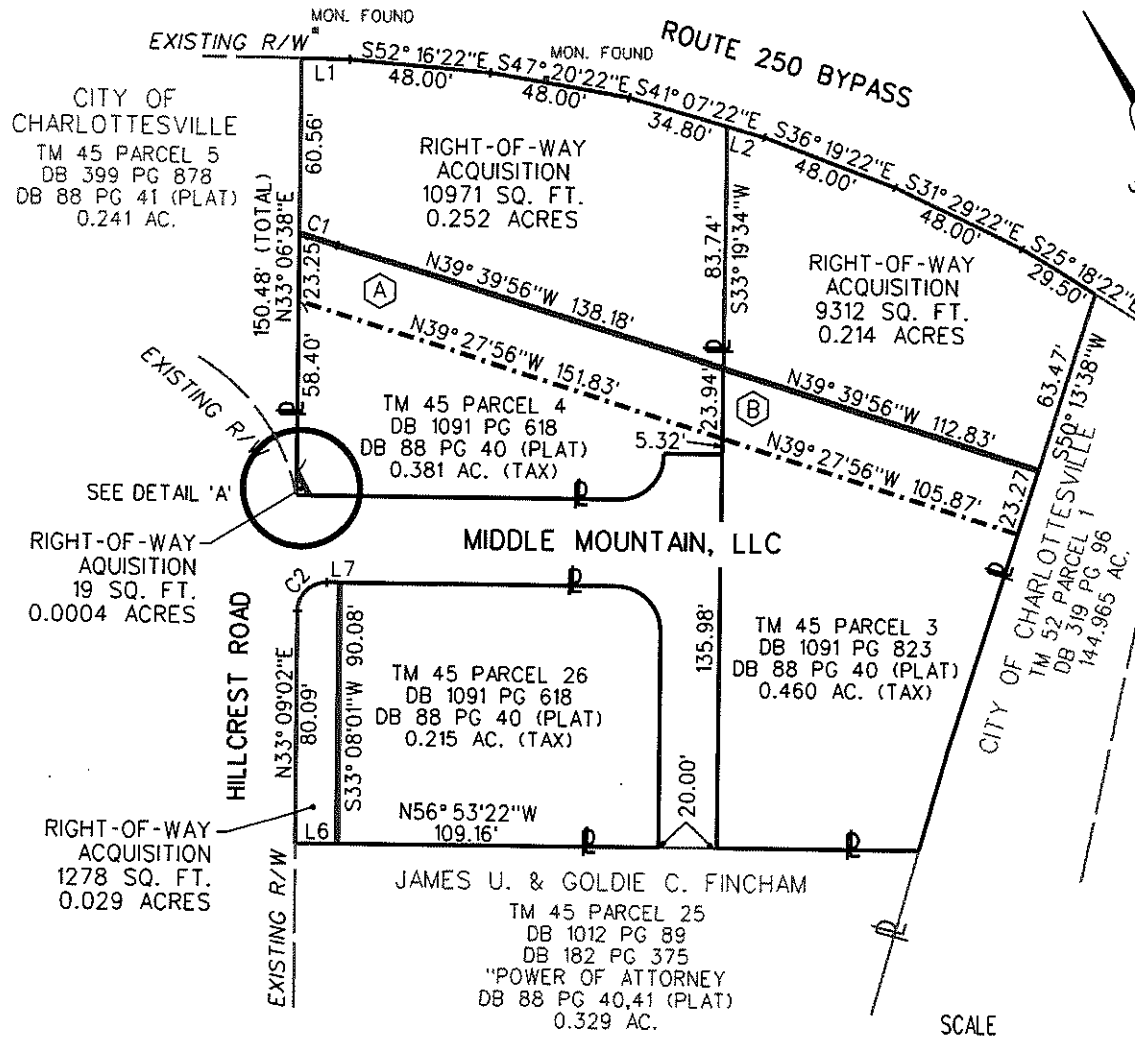 MON. FOUND
EXISTING R/W
S52° 16'22"E
48.00'
MON. FOUND
S47° 20'22"E
48.00'
ROUTE 250 BYPASS
S41° 07'22"E
34.80'
S36° 19'22"E
48.00'
S31° 29'22"E
48.00'
S25° 18'22"E
29.50'
L1
L2
CITY OF
CHARLOTTESVILLE
TM 45 PARCEL 5
DB 399 PG 878
DB 88 PG 41 (PLAT)
0.241 AC.
60.56'
150.48' (TOTAL)
N33° 06'38"E
23.25'
58.40'
RIGHT-OF-WAY
ACQUISITION
10971 SQ. FT.
0.252 ACRES
83.74'
S33° 19'34"W
RIGHT-OF-WAY
ACQUISITION
9312 SQ. FT.
0.214 ACRES
63.47'
S50° 13'38"W
C1
A
N39° 39'56"W 138.18'
N39° 27'56"W 151.83'
23.94'
B
N39° 39'56"W 112.83'
N39° 27'56"W 105.87'
23.27'
5.32'
EXISTING R/W
TM 45 PARCEL 4
DB 1091 PG 618
DB 88 PG 40 (PLAT)
0.381 AC. (TAX)
SEE DETAIL 'A'
RIGHT-OF-WAY
AQUISITION
19 SQ. FT.
0.0004 ACRES
MIDDLE MOUNTAIN, LLC
CITY OF CHARLOTTESVILLE
TM 52 PARCEL 1
DB 319 PG 96
144.965 AC.
C2
L7
HILLCREST ROAD
N33° 09'02"E
80.09'
S33° 08'01"W 90.08'
TM 45 PARCEL 26
DB 1091 PG 618
DB 88 PG 40 (PLAT)
0.215 AC. (TAX)
135.98'
TM 45 PARCEL 3
DB 1091 PG 823
DB 88 PG 40 (PLAT)
0.460 AC. (TAX)
N56° 53'22"W
109.16'
20.00'
L6
RIGHT-OF-WAY
ACQUISITION
1278 SQ. FT.
0.029 ACRES
EXISTING R/W
JAMES U. & GOLDIE C. FINCHAM
TM 45 PARCEL 25
DB 1012 PG 89
DB 182 PG 375
"POWER OF ATTORNEY
DB 88 PG 40,41 (PLAT)
0.329 AC.
SCALE